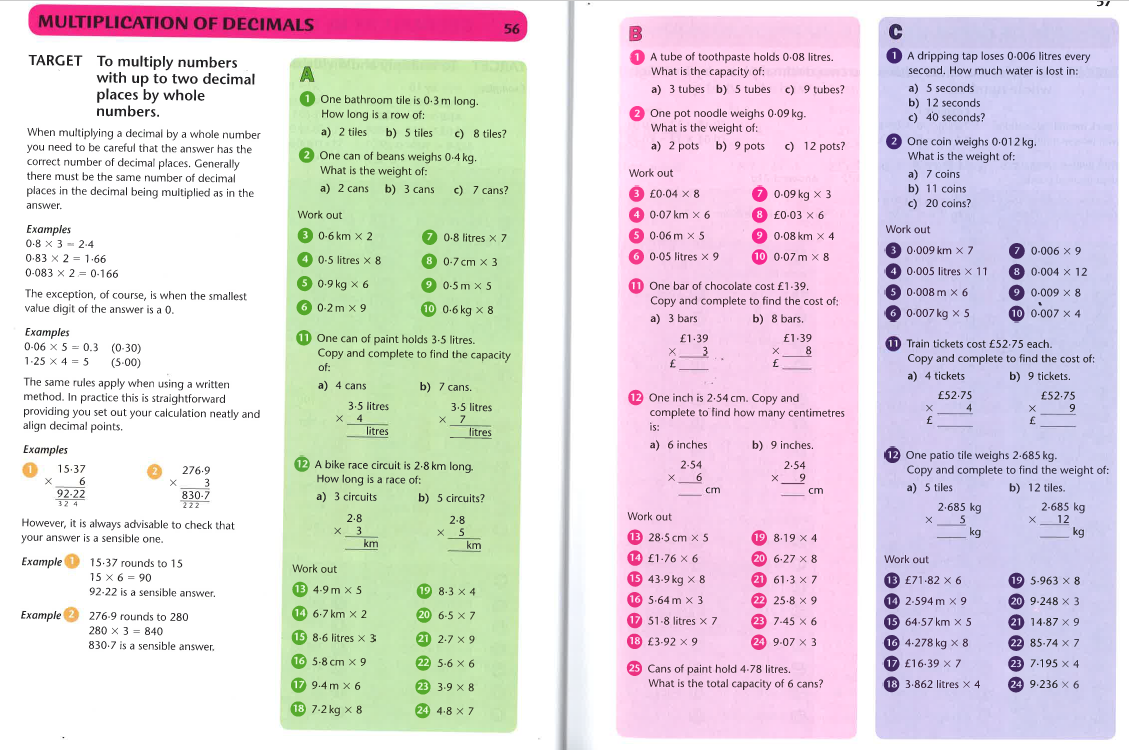 MULTIPLICATION OF DECIMALS
56
TARGET To multiply numbers
with up to two decimal
places by whole
numbers.
When multiplying a decimal by a whole number
you need to be careful that the answer has the
correct number of decimal places. Generally
there must be the same number of decimal
places in the decimal being multiplied as in the
answer.
Examples
0·8 × 3 = 2·4
0·83 × 2 = 1·66
0·083 × 2 = 0·166
The exception, of course, is when the smallest
value digit of the answer is a 0.
Examples
0·06 × 5 = 0.3 (0·30)
1·25 × 4 = 5 (5·00)
The same rules apply when using a written
method. In practice this is straightforward
providing you set out your calculation neatly and
align decimal points.
Examples
1 15·37 2 276·9
× 6 × 3
92·22 830·7
3 2 4 2 2 2
However, it is always advisable to check that
your answer is a sensible one.
Example 1 15·37 rounds to 15
15 × 6 = 90
92·22 is a sensible answer.
Example 2 276·9 rounds to 280
280 × 3 = 840
830·7 is a sensible answer.
A
1 One bathroom tile is 0·3 m long.
How long is a row of:
a) 2 tiles b) 5 tiles c) 8 tiles?
2 One can of beans weighs 0·4 kg.
What is the weight of:
a) 2 cans b) 3 cans c) 7 cans?
Work out
3 0·6 km × 2 7 0·8 litres × 7
4 0·5 litres × 8 8 0·7 cm × 3
5 0·9 kg × 6 9 0·5 m × 5
6 0·2 m × 9 10 0·6 kg × 8
11 One can of paint holds 3·5 litres.
Copy and complete to find the capacity
of:
a) 4 cans b) 7 cans.
3·5 litres 3·5 litres
× 4 × 7
litres litres
12 A bike race circuit is 2·8 km long.
How long is a race of:
a) 3 circuits b) 5 circuits?
2·8 2·8
× 3 × 5
km km
Work out
13 4·9 m × 5 19 8·3 × 4
14 6·7 km × 2 20 6·5 × 7
15 8·6 litres × 3 21 2·7 × 9
16 5·8 cm × 9 22 5·6 × 6
17 9·4 m × 6 23 3·9 × 8
18 7·2 kg × 8 24 4·8 × 7
B
1 A tube of toothpaste holds 0·08 litres.
What is the capacity of:
a) 3 tubes b) 5 tubes c) 9 tubes?
2 One pot noodle weighs 0·09 kg.
What is the weight of:
a) 2 pots b) 9 pots c) 12 pots?
Work out
3 £0·04 × 8 7 0·09 kg × 3
4 0·07 km × 6 8 £0·03 × 6
5 0·06 m × 5 9 0·08 km × 4
6 0·05 litres × 9 10 0·07 m × 8
11 One bar of chocolate cost £1·39.
Copy and complete to find the cost of:
a) 3 bars b) 8 bars.
£1·39 £1·39
× 3 × 8
£ £
12 One inch is 2·54 cm. Copy and
complete to find how many centimetres
is:
a) 6 inches b) 9 inches.
2·54 2·54
× 6 × 9
cm cm
Work out
13 28·5 cm × 5 19 8·19 × 4
14 £1·76 × 6 20 6·27 × 8
15 43·9 kg × 8 21 61·3 × 7
16 5·64 m × 3 22 25·8 × 9
17 51·8 litres × 7 23 7·45 × 6
18 £3·92 × 9 24 9·07 × 3
25 Cans of paint hold 4·78 litres.
What is the total capacity of 6 cans?
57
C
1 A dripping tap loses 0·006 litres every
second. How much water is lost in:
a) 5 seconds
b) 12 seconds
c) 40 seconds?
2 One coin weighs 0·012 kg.
What is the weight of:
a) 7 coins
b) 11 coins
c) 20 coins?
Work out
3 0·009 km × 7 7 0·006 × 9
4 0·005 litres × 11 8 0·004 × 12
5 0·008 m × 6 9 0·009 × 8
6 0·007 kg × 5 10 0·007 × 4
11 Train tickets cost £52·75 each.
Copy and complete to find the cost of:
a) 4 tickets b) 9 tickets.
£52·75 £52·75
× 4 × 9
£ £
12 One patio tile weighs 2·685 kg.
Copy and complete to find the weight of:
a) 5 tiles b) 12 tiles.
2·685 kg 2·685 kg
× 5 × 12
kg kg
Work out
13 £71·82 × 6 19 5·963 × 8
14 2·594 m × 9 20 9·248 × 3
15 64·57 km × 5 21 14·87 × 9
16 4·278 kg × 8 22 85·74 × 7
17 £16·39 × 7 23 7·195 × 4
18 3·862 litres × 4 24 9·236 × 6